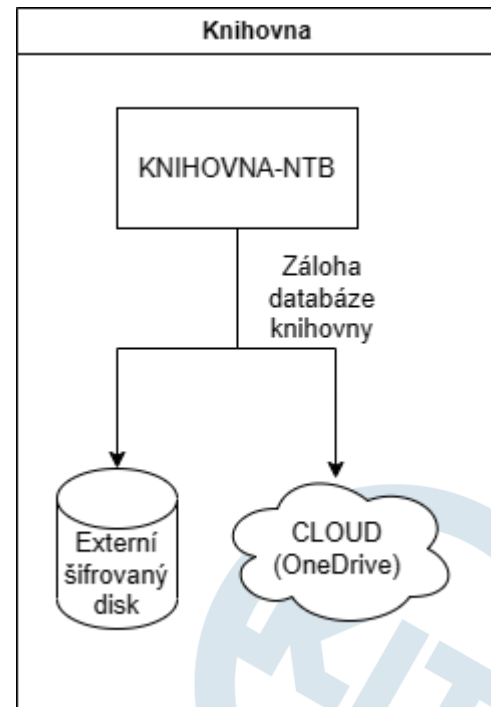 Knihovna
KNIHOVNA-NTB
Záloha
databáze
knihovny
Externí
šifrovaný
disk
CLOUD
(OneDrive)